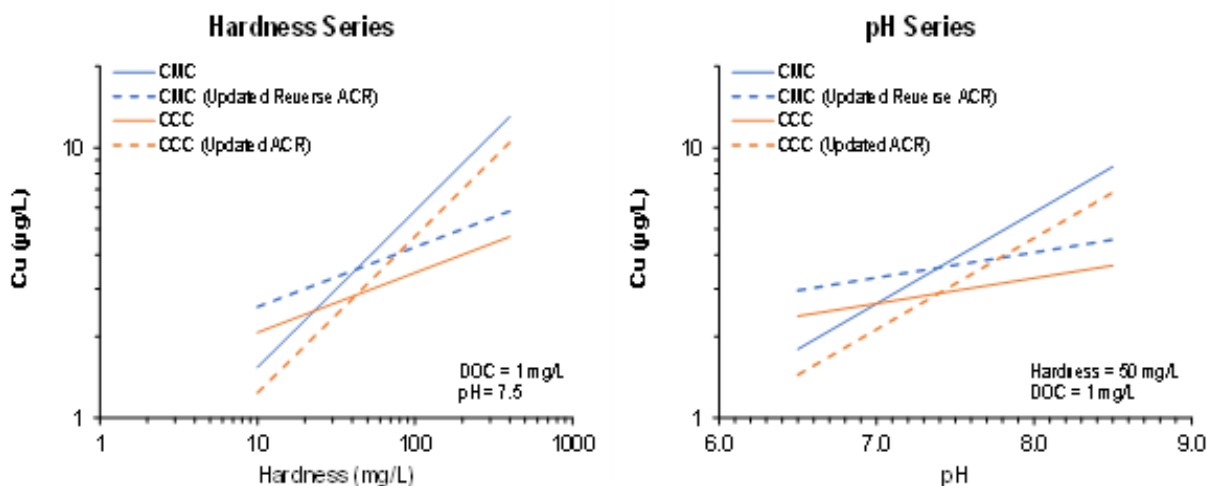 Hardness Series
CMC
CMC (Updated Reverse ACR)
CCC
CCC (Updated ACR)
10
1
Cu (µg/L)
DOC = 1 mg/L
pH = 7.5
1
10
100
1000
Hardness (mg/L)
pH Series
CMC
CMC (Updated Reverse ACR)
CCC
CCC (Updated ACR)
10
1
Cu (µg/L)
Hardness = 50 mg/L
DOC = 1 mg/L
6.0
7.0
8.0
9.0
pH